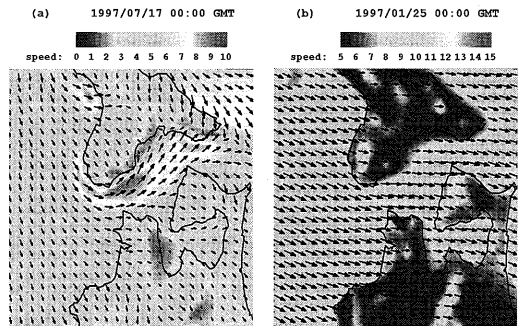 (a) 1997/07/17 00:00 GMT
speed: 0 1 2 3 4 5 6 7 8 9 10
(b) 1997/01/25 00:00 GMT
speed: 5 6 7 8 9 10 11 12 13 14 15